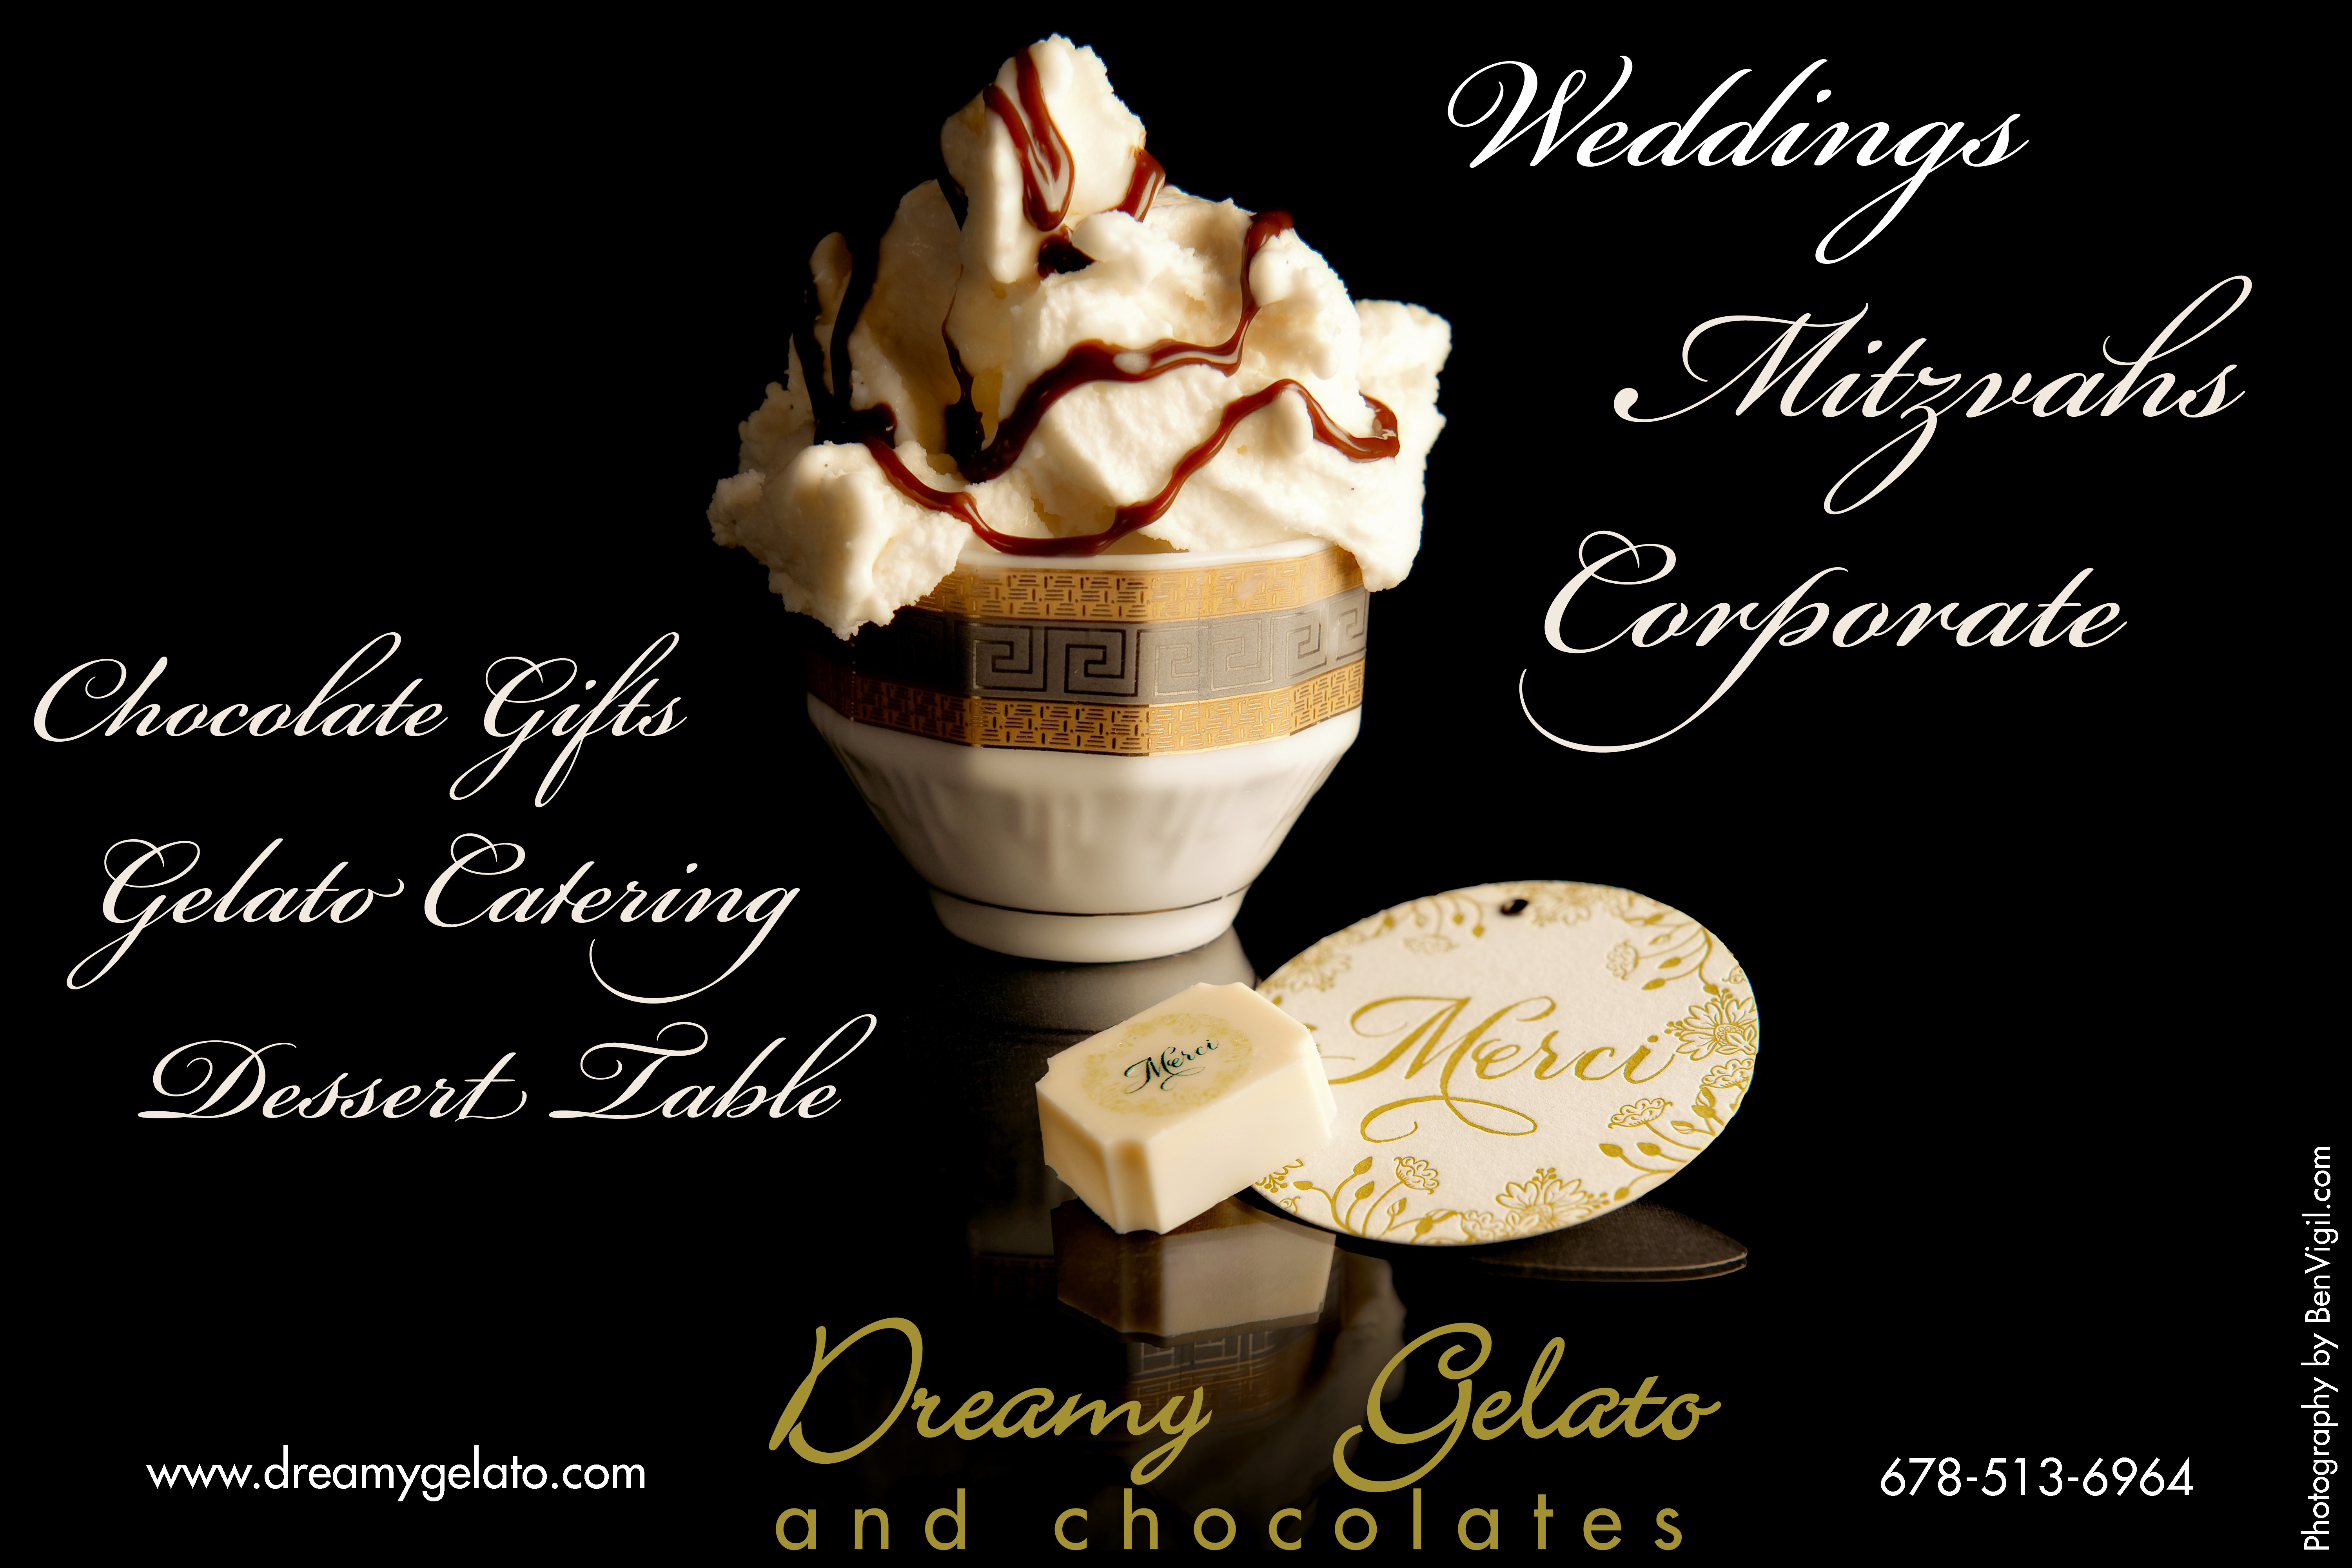 Weddings
Mitzvahs
Corporate
Chocolate Gifts
Gelato Catering
Dessert Table
Merci
Merci
Dreamy Gelato
and chocolates
www.dreamygelato.com
678-513-6964
Photography by BenVigil.com